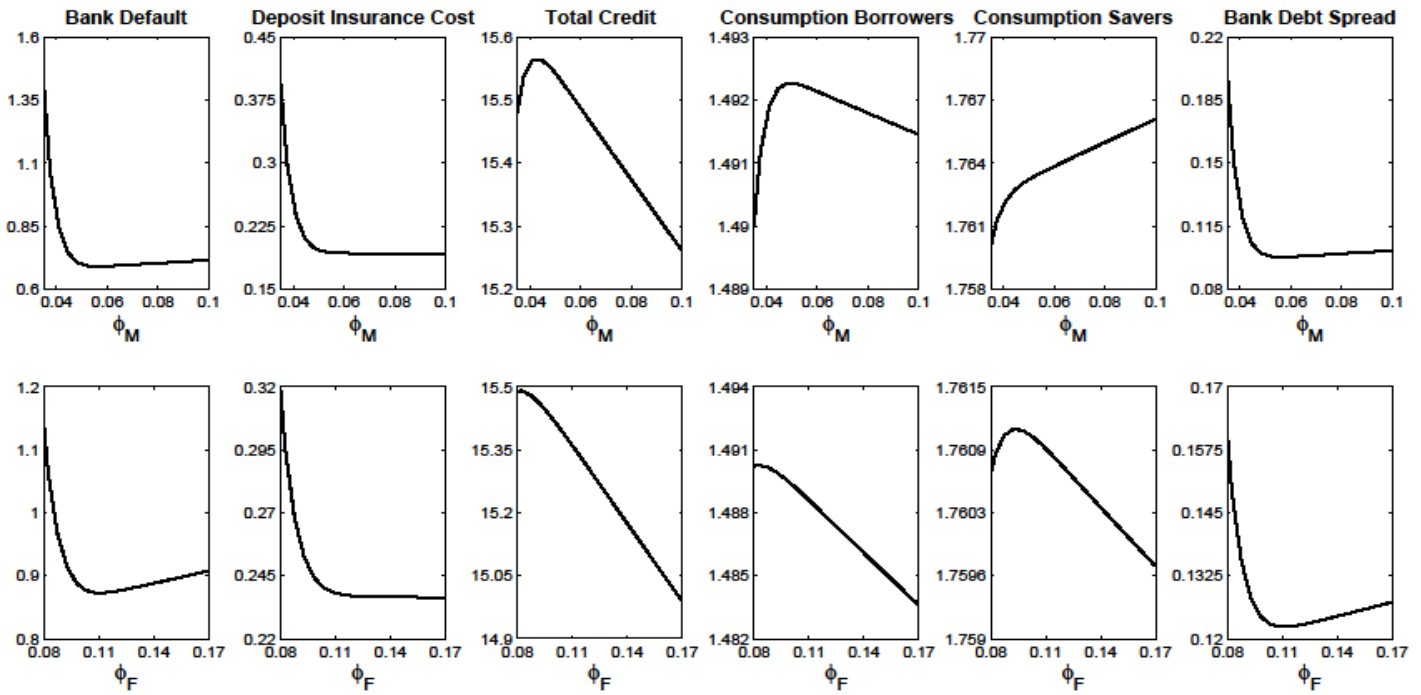 Bank Default
Deposit Insurance Cost
Total Credit
Consumption Borrowers
Consumption Savers
Bank Debt Spread
1.6
1.35
1.1
0.85
0.6
0.04 0.06 0.08 0.1
ϕM
0.45
0.375
0.3
0.225
0.15
0.04 0.06 0.08 0.1
ϕM
15.6
15.5
15.4
15.3
15.2
0.04 0.06 0.08 0.1
ϕM
1.493
1.492
1.491
1.49
1.489
0.04 0.06 0.08 0.1
ϕM
1.77
1.767
1.764
1.761
1.758
0.04 0.06 0.08 0.1
ϕM
0.22
0.185
0.15
0.115
0.08
0.04 0.06 0.08 0.1
ϕM
1.2
1.1
1
0.9
0.8
0.08 0.11 0.14 0.17
ϕF
0.32
0.295
0.27
0.245
0.22
0.08 0.11 0.14 0.17
ϕF
15.5
15.35
15.2
15.05
14.9
0.08 0.11 0.14 0.17
ϕF
1.494
1.491
1.488
1.485
1.482
0.08 0.11 0.14 0.17
ϕF
1.7615
1.7609
1.7603
1.7596
1.759
0.08 0.11 0.14 0.17
ϕF
0.17
0.1575
0.145
0.1325
0.12
0.08 0.11 0.14 0.17
ϕF